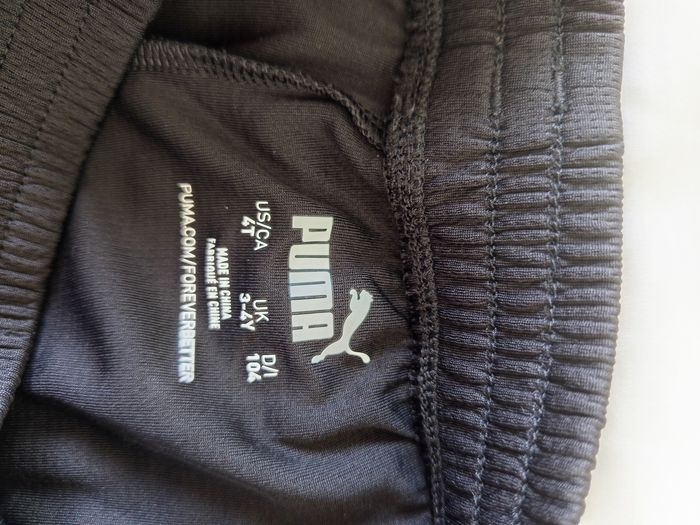 PUMA
US/CA UK D/I
4T 3-4Y 104
MADE IN CHINA
FABRIQUÉ EN CHINE
PUMA.COM/FOREVERBETTER